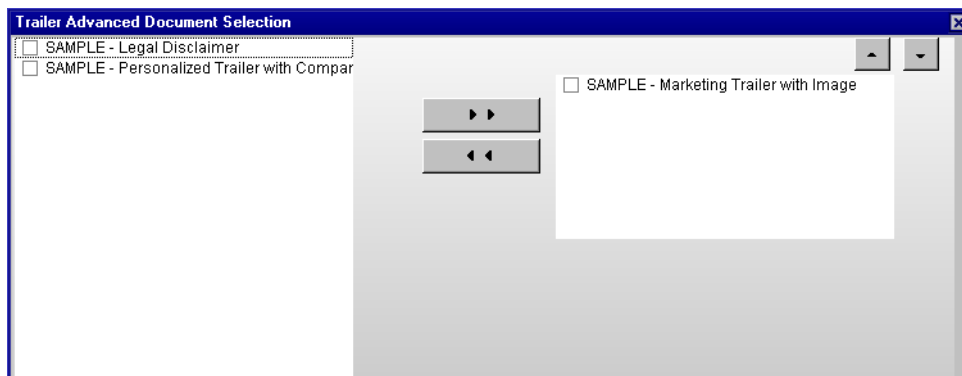 Trailer Advanced Document Selection
SAMPLE - Legal Disclaimer
SAMPLE - Personalized Trailer with Compar
SAMPLE - Marketing Trailer with Image